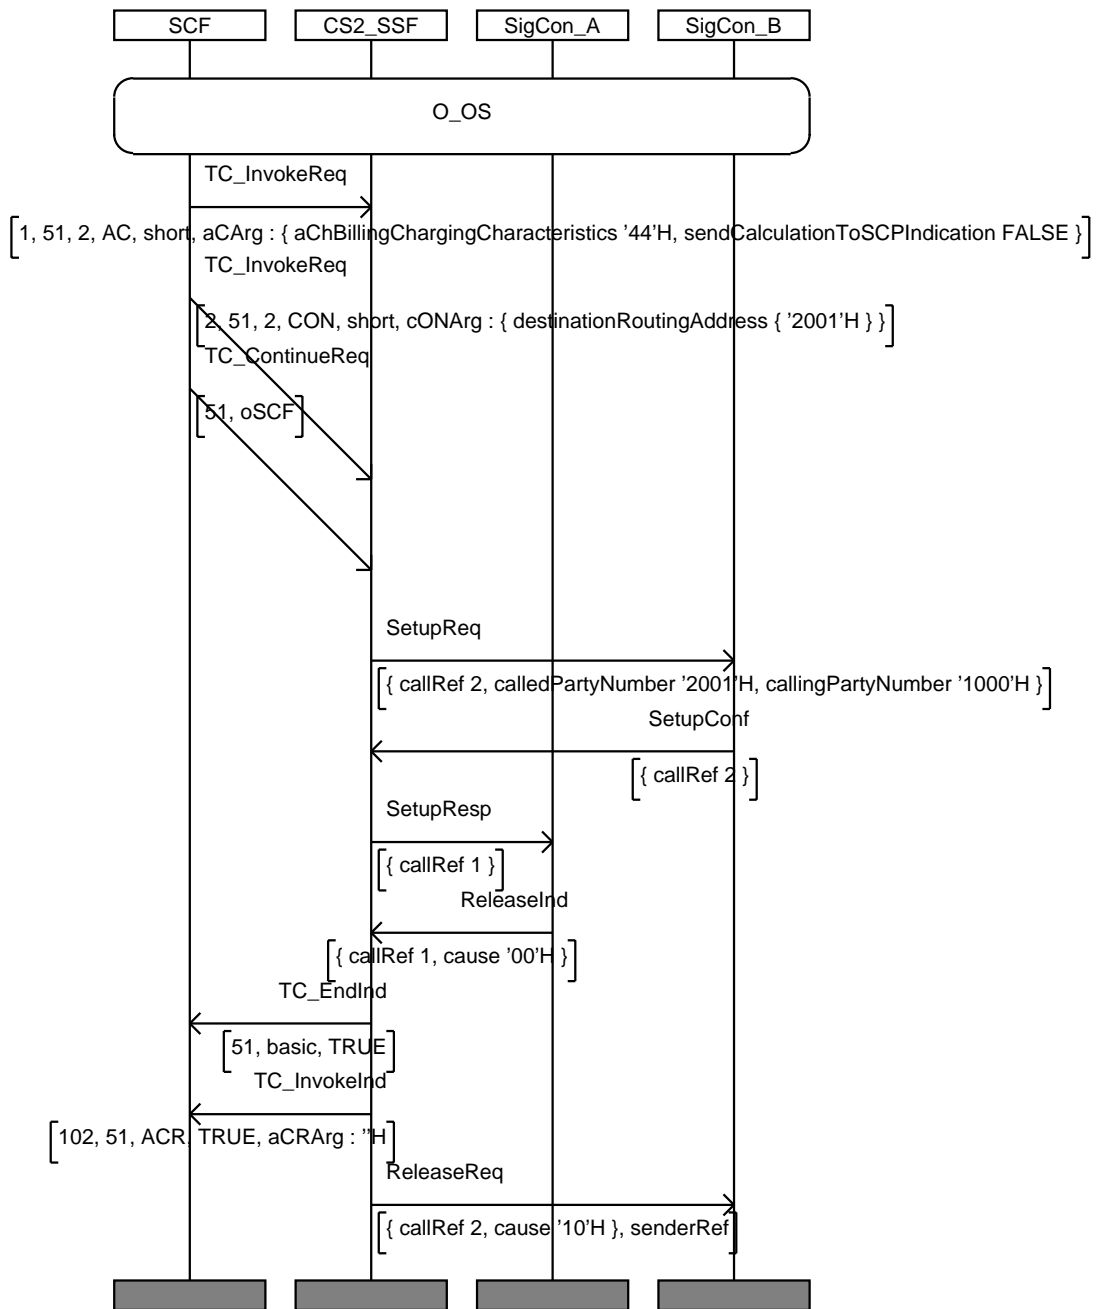 SCF CS2_SSF SigCon_A SigCon_B
O_OS
TC_InvokeReq
1, 51, 2, AC, short, aCArg : { aChBillingChargingCharacteristics '44'H, sendCalculationToSCPIndication FALSE }
TC_InvokeReq
2, 51, 2, CON, short, cONArg : { destinationRoutingAddress { '2001'H } }
TC_ContinueReq
51, oSCF
SetupReq
{ callRef 2, calledPartyNumber '2001'H, callingPartyNumber '1000'H }
SetupConf
{ callRef 2 }
SetupResp
{ callRef 1 }
ReleaseInd
{ callRef 1, cause '00'H }
TC_EndInd
51, basic, TRUE
TC_InvokeInd
102, 51, ACR, TRUE, aCRArg : ''H
ReleaseReq
{ callRef 2, cause '10'H }, senderRef